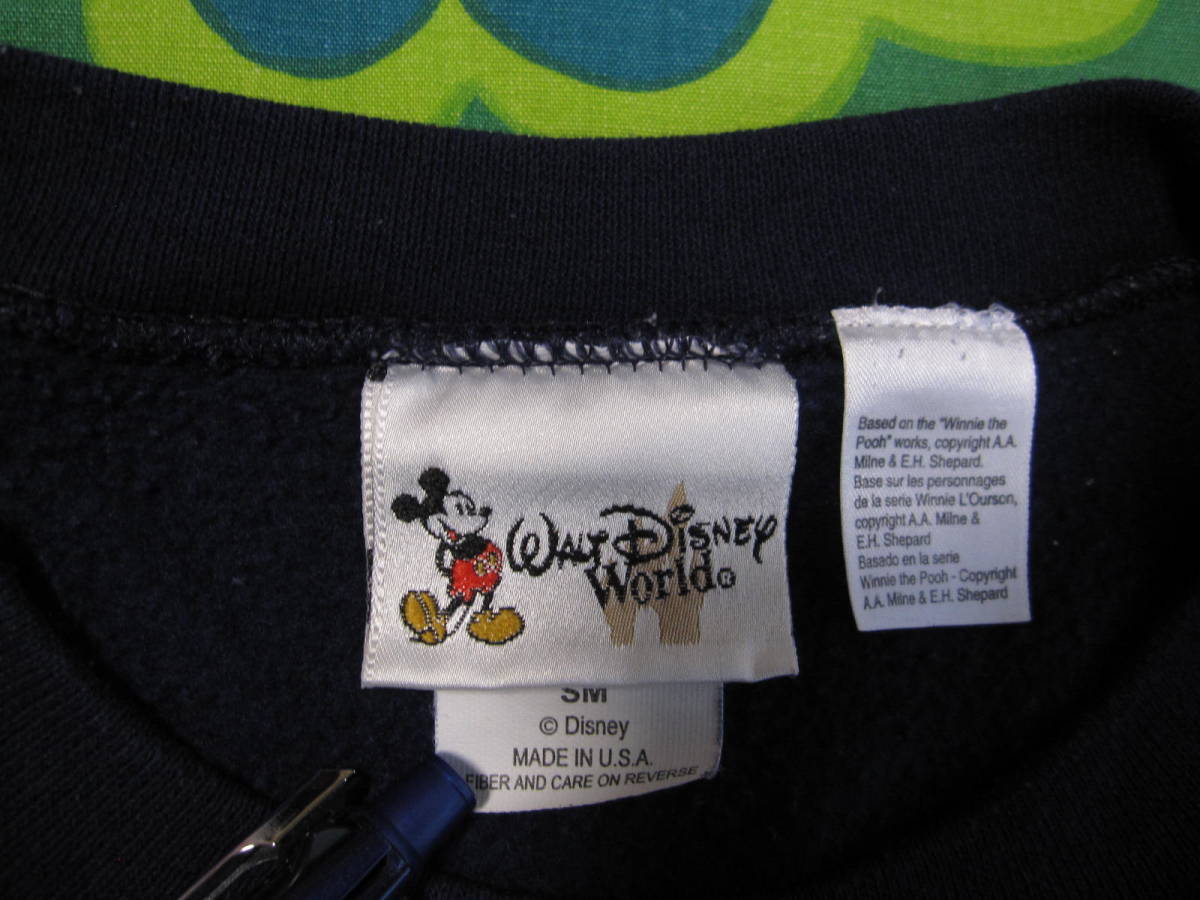 WALT DISNEY
World®
SM
© Disney
MADE IN U.S.A.
FIBER AND CARE ON REVERSE
Based on the "Winnie the
Pooh" works, copyright A.A.
Milne & E.H. Shepard.
Base sur les personnages
de la serie Winnie L'Ourson,
copyright A.A. Milne &
E.H. Shepard
Basado en la serie
Winnie the Pooh - Copyright
A.A. Milne & E.H. Shepard